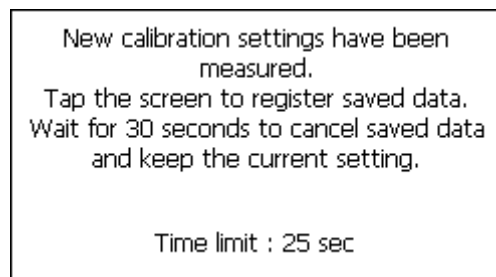 New calibration settings have been
measured.
Tap the screen to register saved data.
Wait for 30 seconds to cancel saved data
and keep the current setting.
Time limit : 25 sec